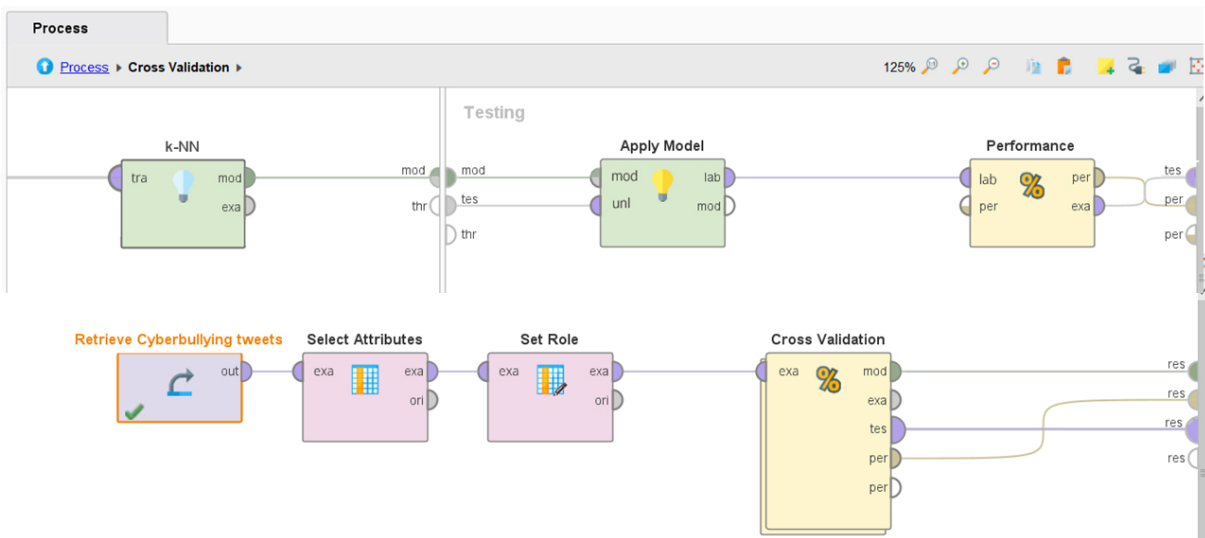 Process
Process ▸ Cross Validation ▸
125%
Testing
k-NN
Apply Model
Performance
tra
mod
exa
mod
thr
mod
tes
thr
mod
unl
lab
mod
lab
per
per
exa
tes
per
per
Retrieve Cyberbullying tweets
Select Attributes
Set Role
Cross Validation
out
exa
exa
ori
exa
exa
ori
exa
mod
exa
tes
per
per
res
res
res
res